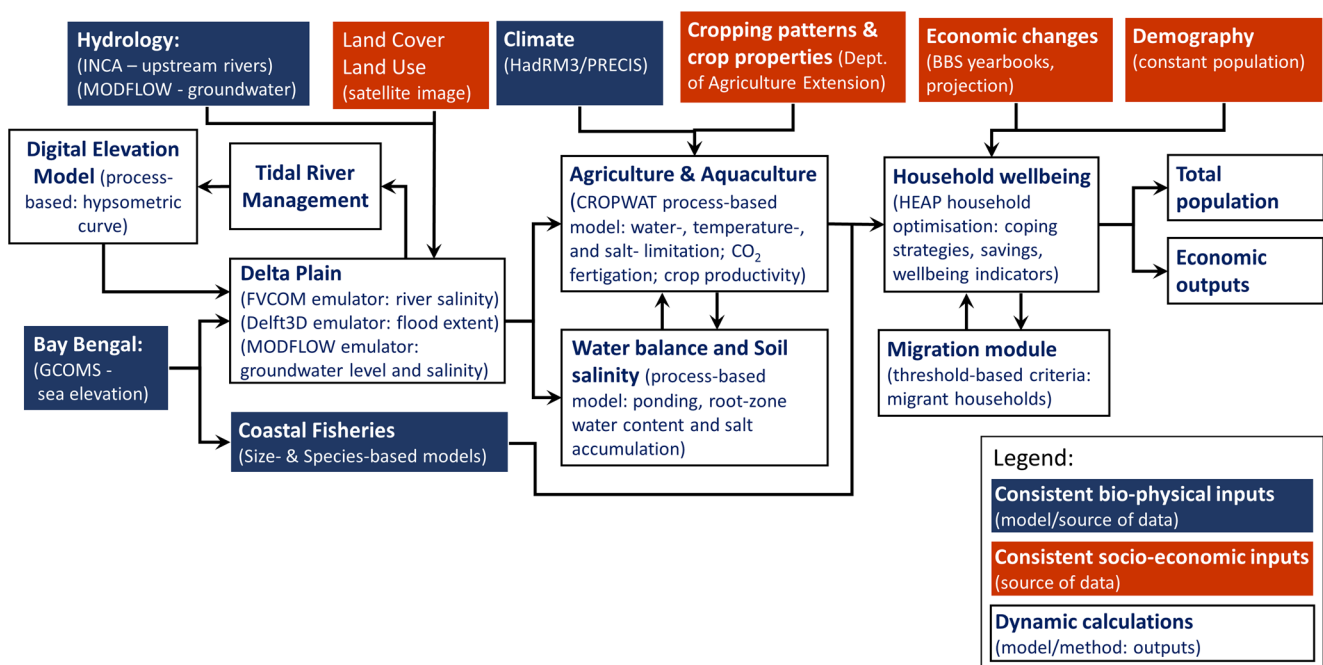 Hydrology:
(INCA – upstream rivers)
(MODFLOW - groundwater)
Land Cover
Land Use
(satellite image)
Climate
(HadRM3/PRECIS)
Cropping patterns &
crop properties (Dept.
of Agriculture Extension)
Economic changes
(BBS yearbooks,
projection)
Demography
(constant population)
Digital Elevation
Model (process-
based: hypsometric
curve)
Tidal River
Management
Agriculture & Aquaculture
(CROPWAT process-based
model: water-, temperature-,
and salt- limitation; CO₂
fertigation; crop productivity)
Household wellbeing
(HEAP household
optimisation: coping
strategies, savings,
wellbeing indicators)
Total
population
Economic
outputs
Delta Plain
(FVCOM emulator: river salinity)
(Delft3D emulator: flood extent)
(MODFLOW emulator:
groundwater level and salinity)
Bay Bengal:
(GCOMS -
sea elevation)
Water balance and Soil
salinity (process-based
model: ponding, root-zone
water content and salt
accumulation)
Migration module
(threshold-based criteria:
migrant households)
Coastal Fisheries
(Size- & Species-based models)
Legend:
Consistent bio-physical inputs
(model/source of data)
Consistent socio-economic inputs
(source of data)
Dynamic calculations
(model/method: outputs)